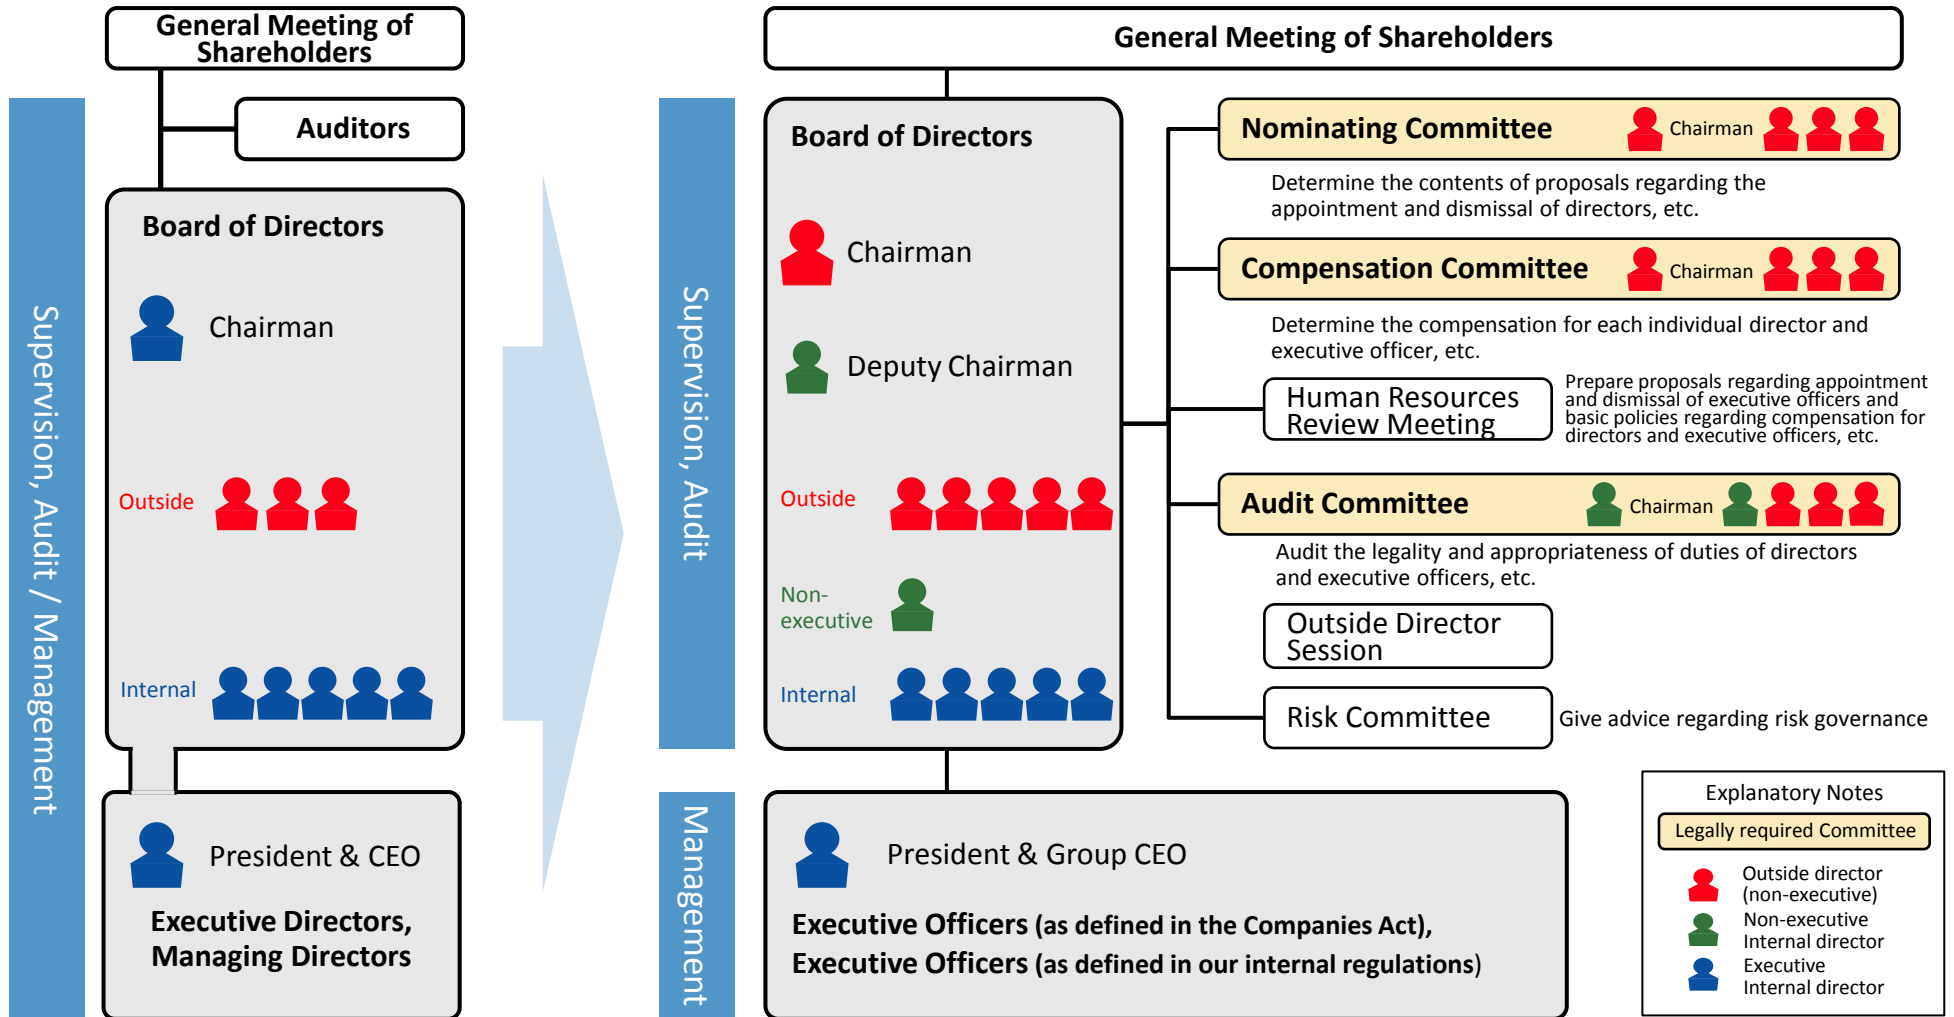 General Meeting of
Shareholders
Auditors
Supervision, Audit / Management
Board of Directors
Chairman
Outside
Internal
President & CEO
Executive Directors,
Managing Directors
General Meeting of Shareholders
Supervision, Audit
Board of Directors
Chairman
Deputy Chairman
Outside
Non-
executive
Internal
Nominating Committee
Chairman
Determine the contents of proposals regarding the
appointment and dismissal of directors, etc.
Compensation Committee
Chairman
Determine the compensation for each individual director and
executive officer, etc.
Human Resources
Review Meeting
Prepare proposals regarding appointment
and dismissal of executive officers and
basic policies regarding compensation for
directors and executive officers, etc.
Audit Committee
Chairman
Audit the legality and appropriateness of duties of directors
and executive officers, etc.
Outside Director
Session
Risk Committee
Give advice regarding risk governance
Management
President & Group CEO
Executive Officers (as defined in the Companies Act),
Executive Officers (as defined in our internal regulations)
Explanatory Notes
Legally required Committee
Outside director
(non-executive)
Non-executive
Internal director
Executive
Internal director